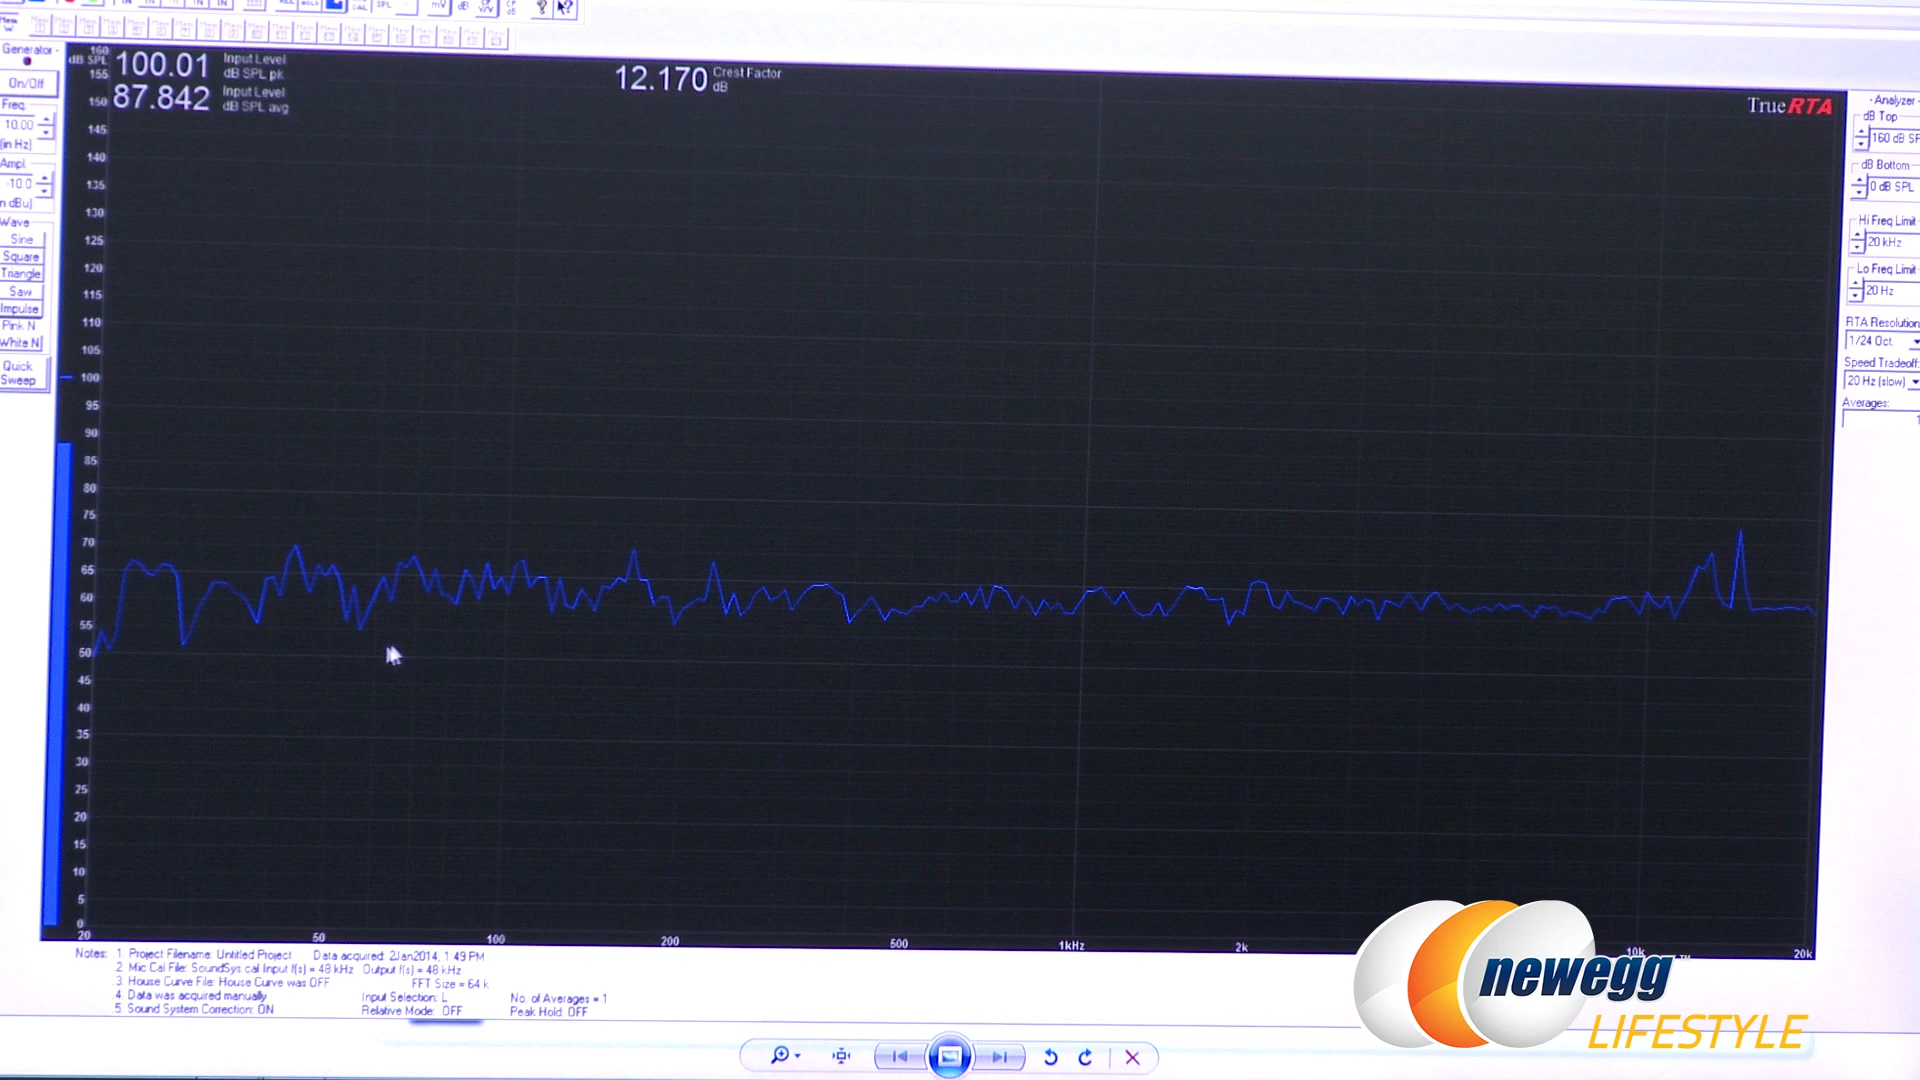 Generator
On/Off
Freq.
10.00
(in Hz)
Ampl.
-10.0
n dBu)
Wave
Sine
Square
Triangle
Saw
Impulse
Pink N
White N
Quick
Sweep
dB SPL
100.01 Input Level
dB SPL pk
87.842 Input Level
dB SPL avg
12.170 Crest Factor
dB
TrueRTA
160
155
150
145
140
135
130
125
120
115
110
105
100
95
90
85
80
75
70
65
60
55
50
45
40
35
30
25
20
15
10
5
0
20 50 100 200 500 1kHz 2k 10k 20k
Analyzer
dB Top
160 dB SP
dB Bottom
0 dB SPL
Hi Freq Limit
20 kHz
Lo Freq Limit
20 Hz
RTA Resolution
1/24 Oct.
Speed Tradeoff:
20 Hz (slow)
Averages:
Notes: .1. Project Filename: Untitled Project Data acquired: 2Jan2014, 1:49 PM
.2. Mic Cal File: SoundSys.cal Input f(s) = 48 kHz Output f(s) = 48 kHz
.3. House Curve File: House Curve was OFF FFT Size = 64 k
.4. Data was acquired manually Input Selection: L No. of Averages = 1
.5. Sound System Correction: ON Relative Mode: OFF Peak Hold: OFF
newegg
LIFESTYLE